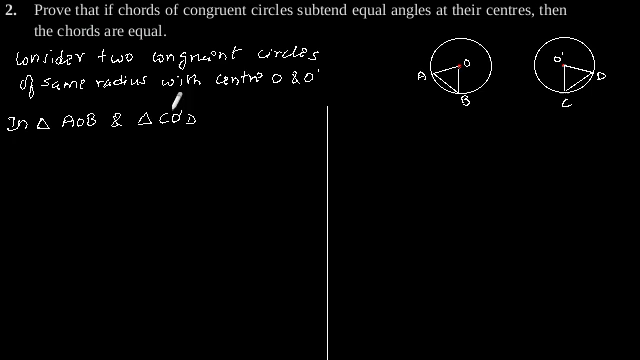 2. Prove that if chords of congruent circles subtend equal angles at their centres, then
the chords are equal.
Consider two congruent circles
of same radius with centre O & O'
In △ AOB & △ CO'D
A O B
O' C D